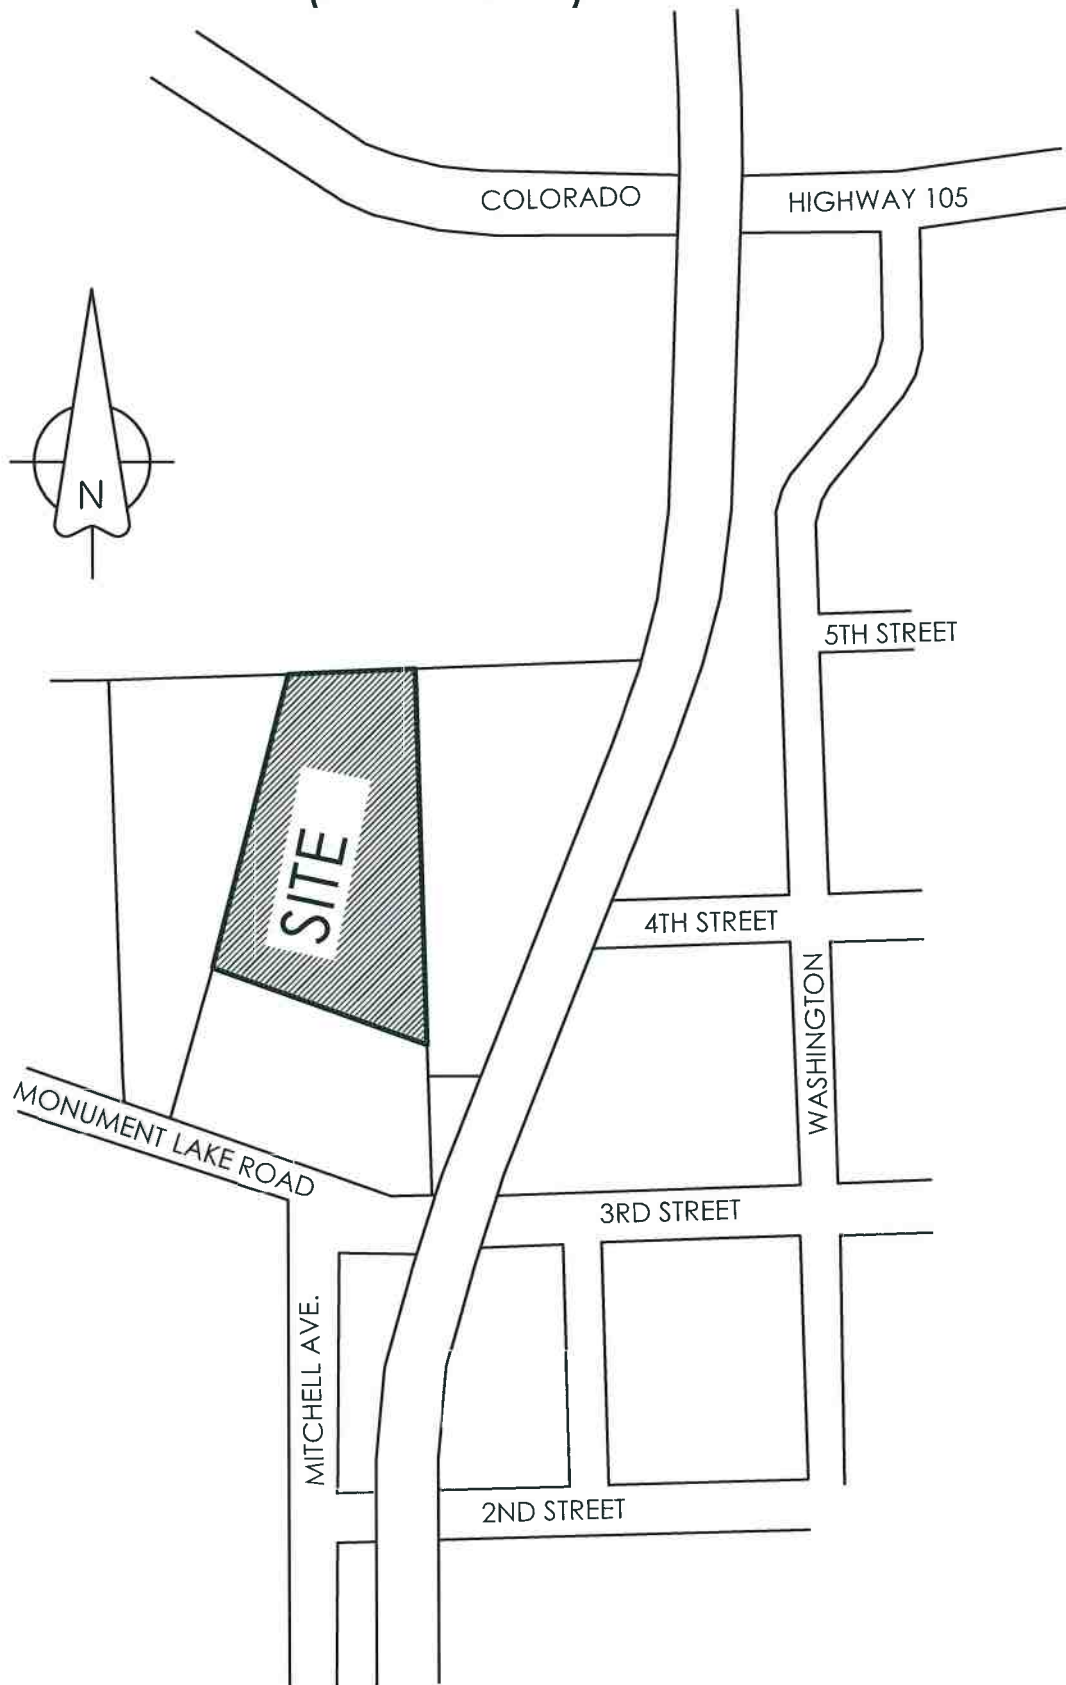 COLORADO HIGHWAY 105
N
5TH STREET
SITE
4TH STREET
WASHINGTON
MONUMENT LAKE ROAD
3RD STREET
MITCHELL AVE.
2ND STREET